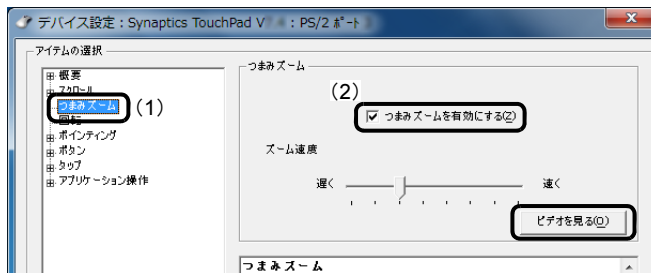 デバイス設定:Synaptics TouchPad V : PS/2 ポート
アイテムの選択
概要
スクロール
つまみズーム
(1)
回転
ポインティング
ボタン
タップ
アプリケーション操作
つまみズーム
(2)
つまみズームを有効にする(Z)
ズーム速度
遅く
速く
ビデオを見る(O)
つまみズーム